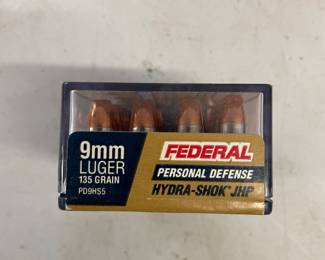 9mm
LUGER
135 GRAIN
PD9HS5
FEDERAL
PERSONAL DEFENSE
HYDRA-SHOK® JHP